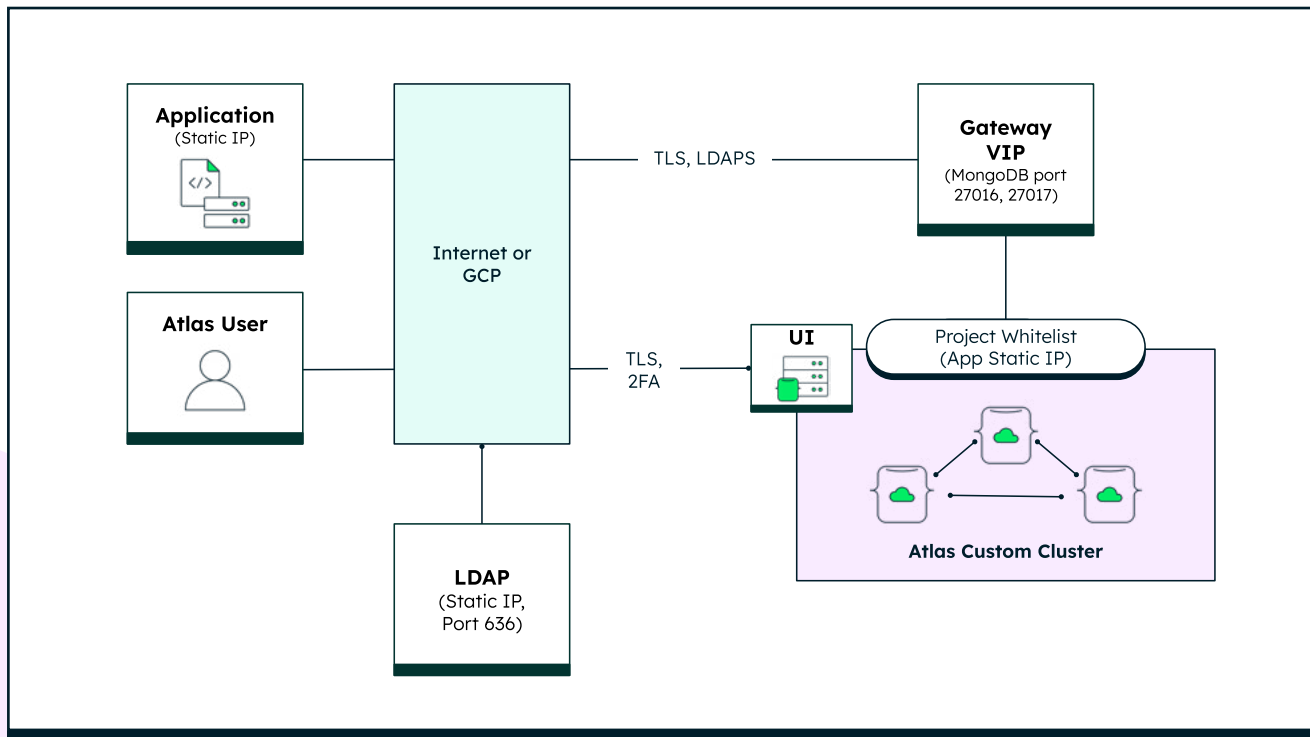 Application
(Static IP)
</>
Atlas User
Internet or
GCP
LDAP
(Static IP,
Port 636)
TLS, LDAPS
TLS,
2FA
Gateway
VIP
(MongoDB port
27016, 27017)
UI
Project Whitelist
(App Static IP)
Atlas Custom Cluster